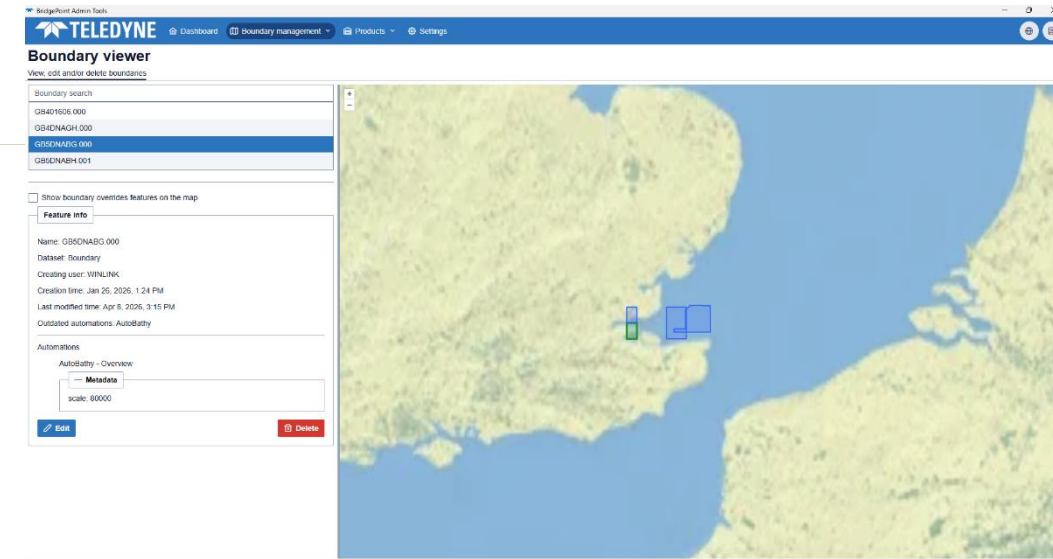 BridgePoint Admin Tools
TELEDYNE Dashboard Boundary management Products Settings
Boundary viewer
View, edit and/or delete boundaries
Boundary search
GB401606.000
GB4DNAGH.000
GB5DNABG.000
GB5DNABH.001
Show boundary overrides features on the map
Feature info
Name: GB5DNABG.000
Dataset: Boundary
Creating user: WINLINK
Creation time: Jan 26, 2026, 1:24 PM
Last modified time: Apr 8, 2026, 3:15 PM
Outdated automations: AutoBathy
Automations
AutoBathy - Overview
— Metadata
scale: 80000
Edit Delete
+
−